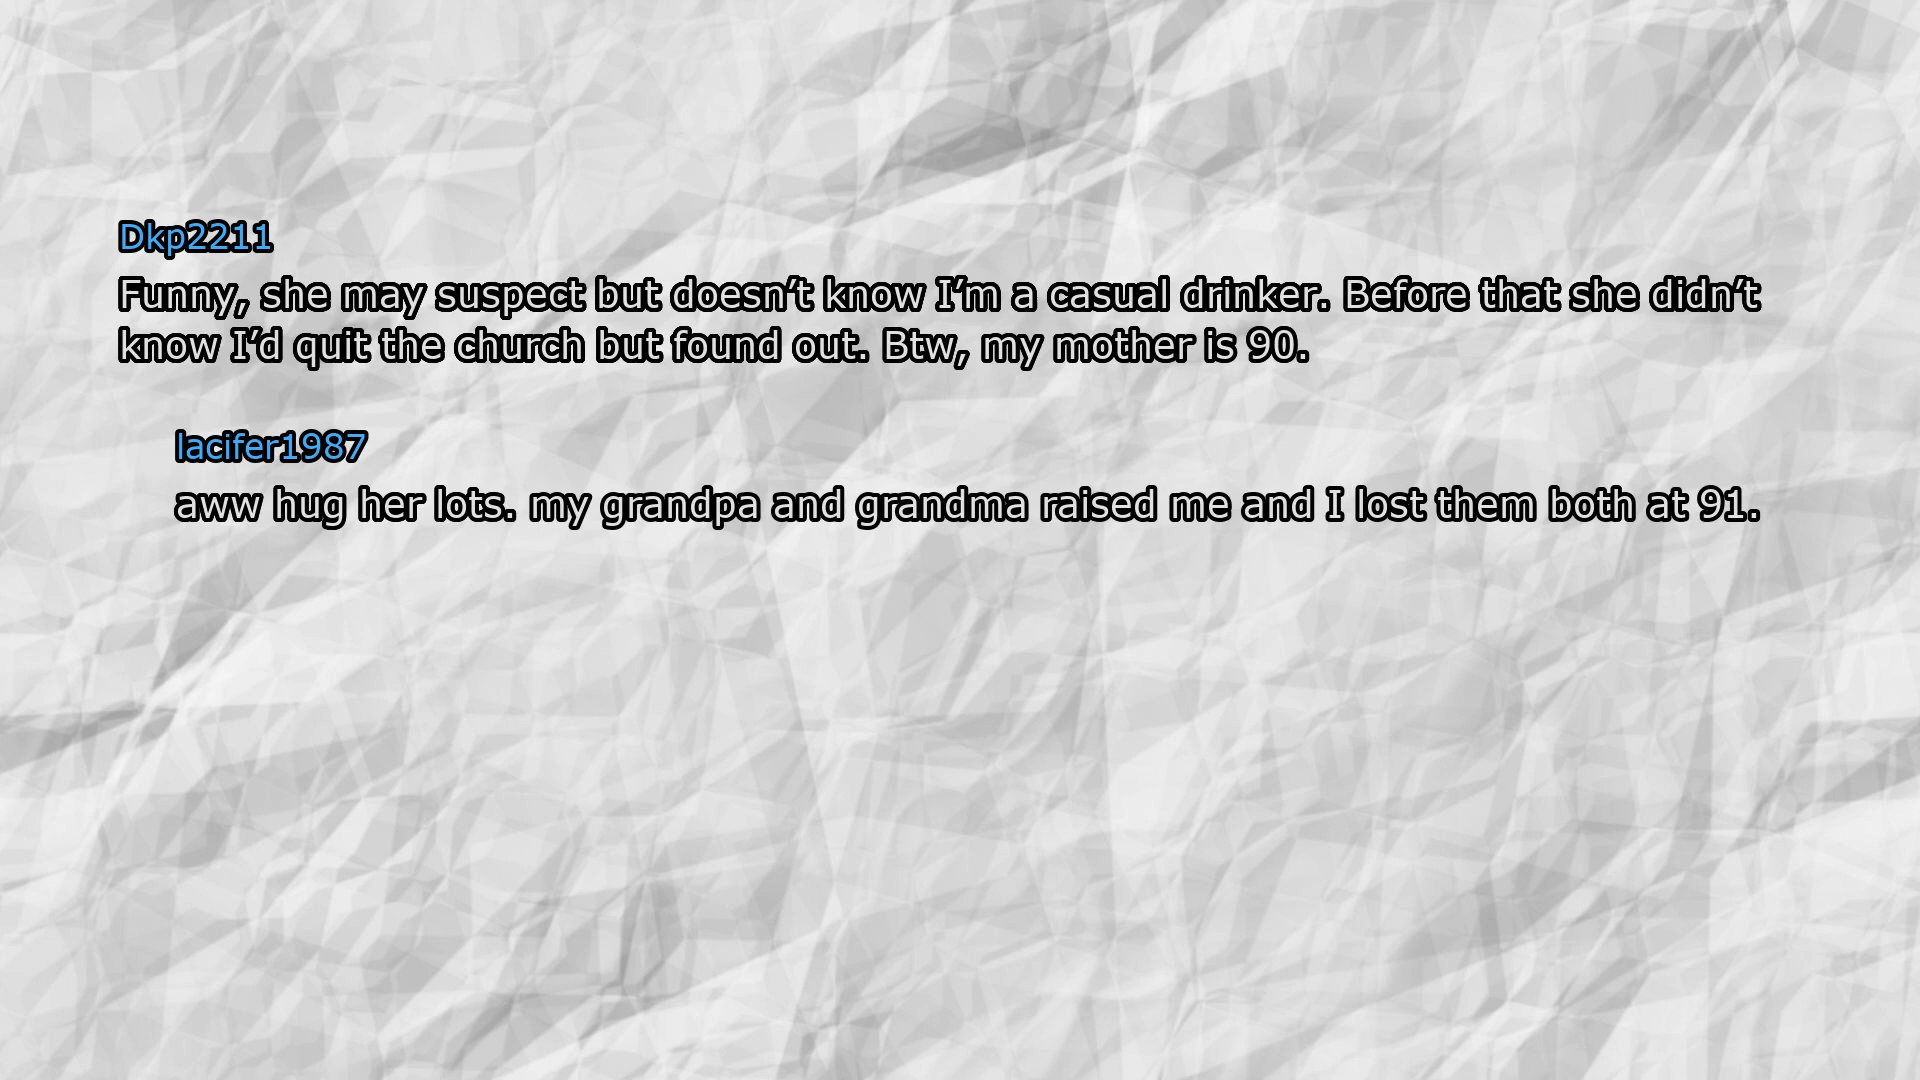 Dkp2211
Funny, she may suspect but doesn’t know I’m a casual drinker. Before that she didn’t
know I’d quit the church but found out. Btw, my mother is 90.
lacifer1987
aww hug her lots. my grandpa and grandma raised me and I lost them both at 91.